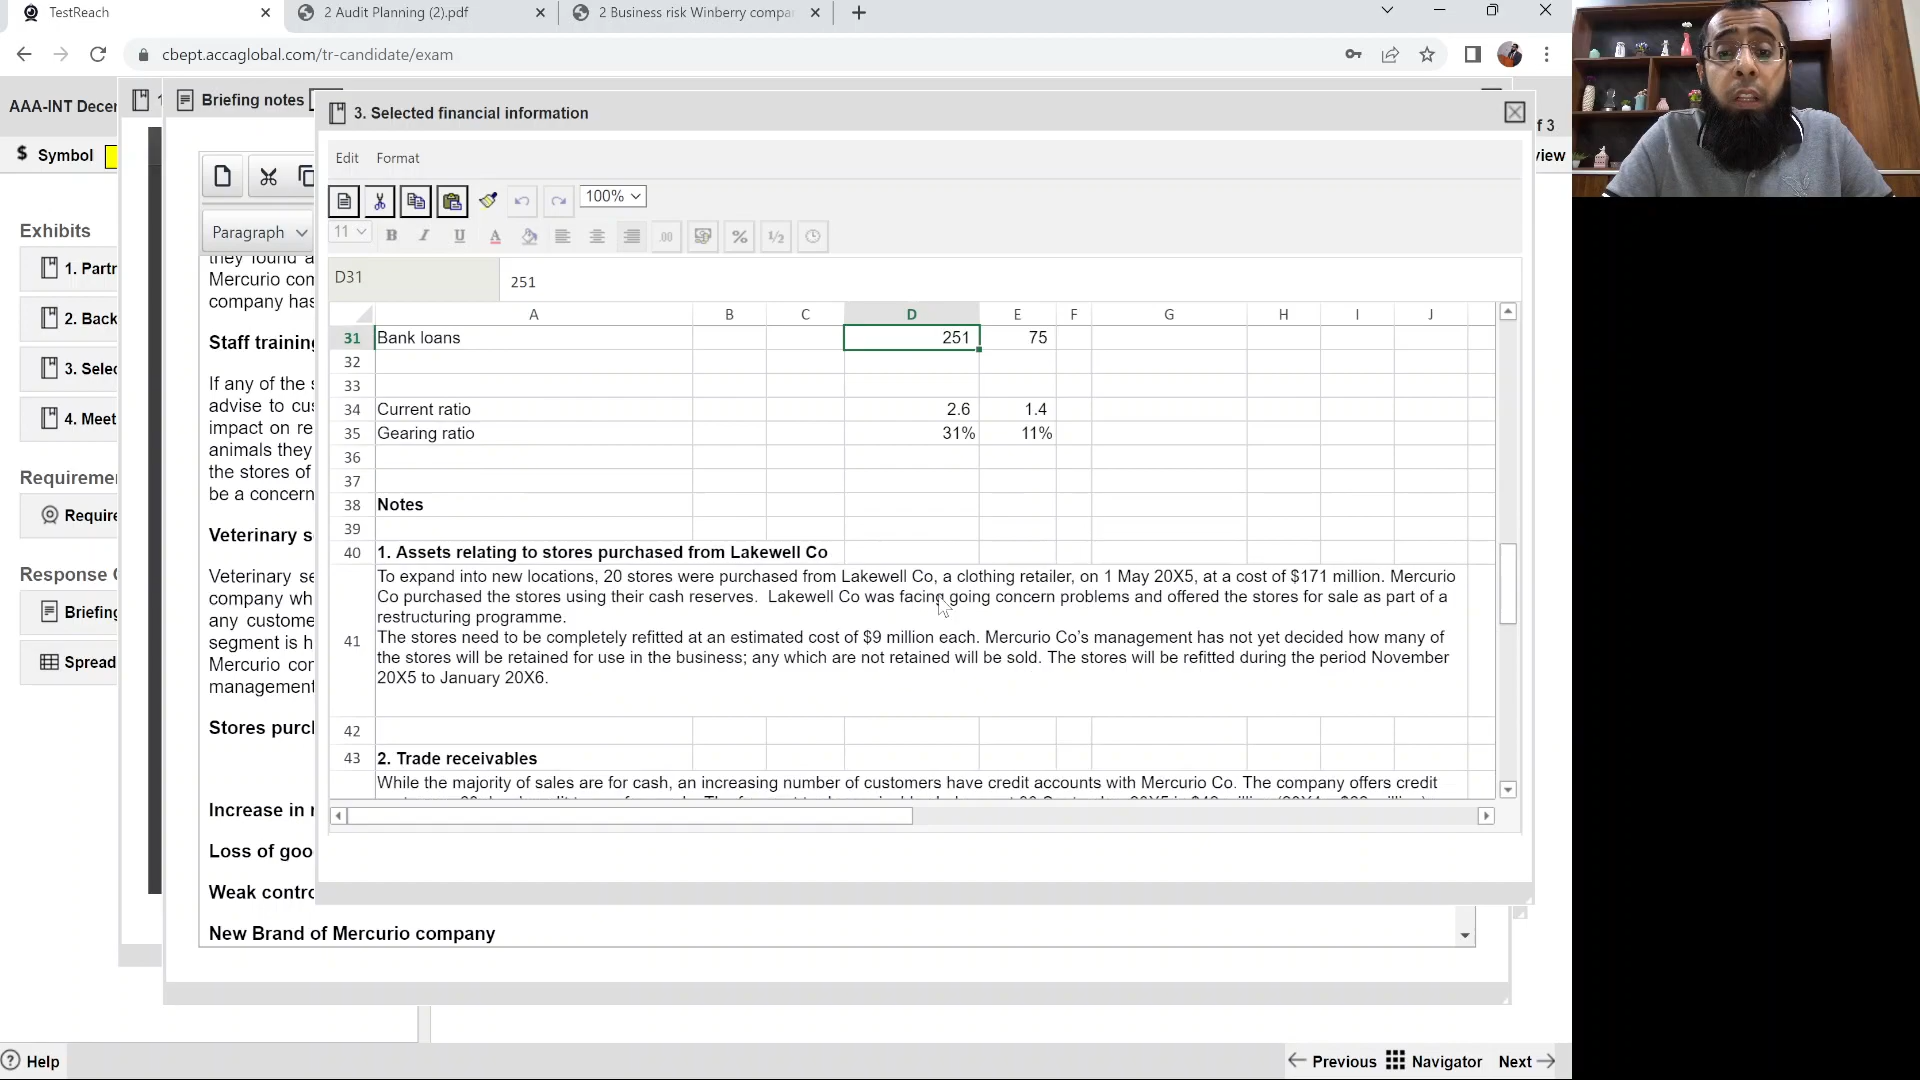 TestReach
2 Audit Planning (2).pdf
2 Business risk Winberry compa
cbept.accaglobal.com/tr-candidate/exam
AAA-INT Decen
Briefing notes
f 3
$ Symbol
view
Exhibits
1. Partn
2. Back
3. Selec
4. Meet
Requireme
Require
Response
Briefing
Spread
Paragraph
they found a
Mercurio com
company has
Staff training
If any of the s
advise to cus
impact on re
animals they
the stores of
be a concern
Veterinary s
Veterinary se
company wh
any custome
segment is h
Mercurio con
management
Stores purch
Increase in r
Loss of goo
Weak contro
New Brand of Mercurio company
3. Selected financial information
Edit Format
100%
11 B I U A .00 % 1/2
D31 251
A B C D E F G H I J
31 Bank loans 251 75
32
33
34 Current ratio 2.6 1.4
35 Gearing ratio 31% 11%
36
37
38 Notes
39
40 1. Assets relating to stores purchased from Lakewell Co
To expand into new locations, 20 stores were purchased from Lakewell Co, a clothing retailer, on 1 May 20X5, at a cost of $171 million. Mercurio
Co purchased the stores using their cash reserves. Lakewell Co was facing going concern problems and offered the stores for sale as part of a
restructuring programme.
41 The stores need to be completely refitted at an estimated cost of $9 million each. Mercurio Co's management has not yet decided how many of
the stores will be retained for use in the business; any which are not retained will be sold. The stores will be refitted during the period November
20X5 to January 20X6.
42
43 2. Trade receivables
While the majority of sales are for cash, an increasing number of customers have credit accounts with Mercurio Co. The company offers credit
Help
Previous Navigator Next